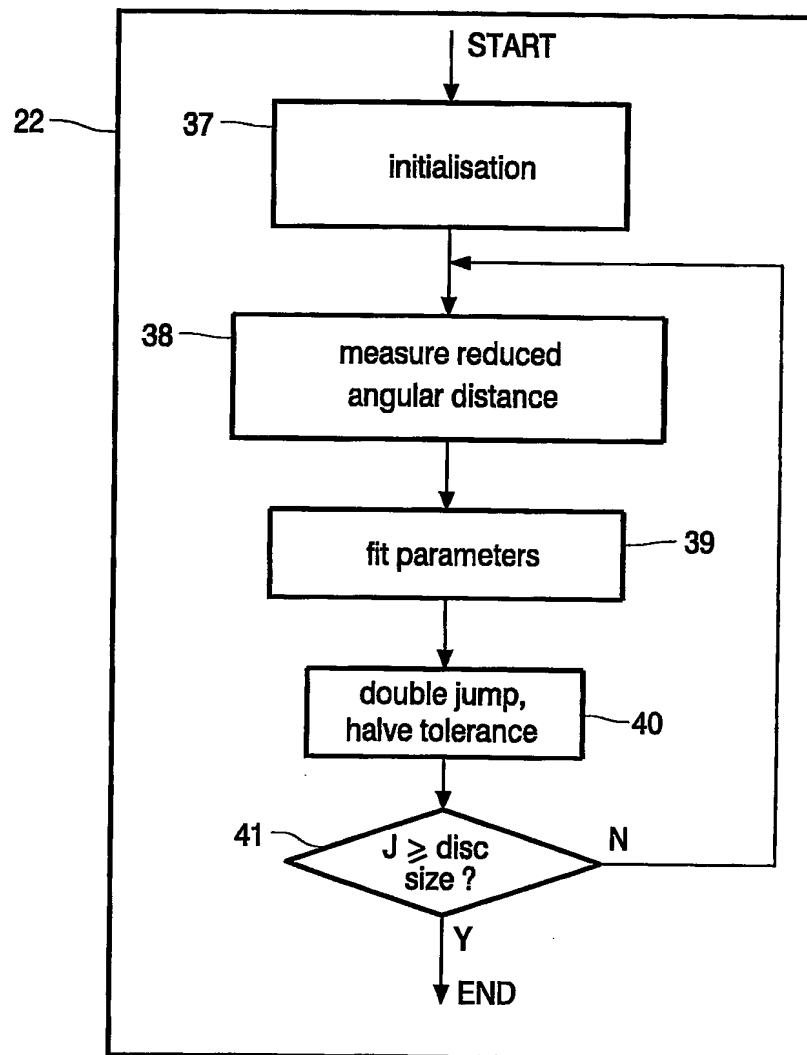 START
22
37
initialisation
38
measure reduced
angular distance
fit parameters
39
double jump,
halve tolerance
40
41
J ⩾ disc
size ?
N
Y
END